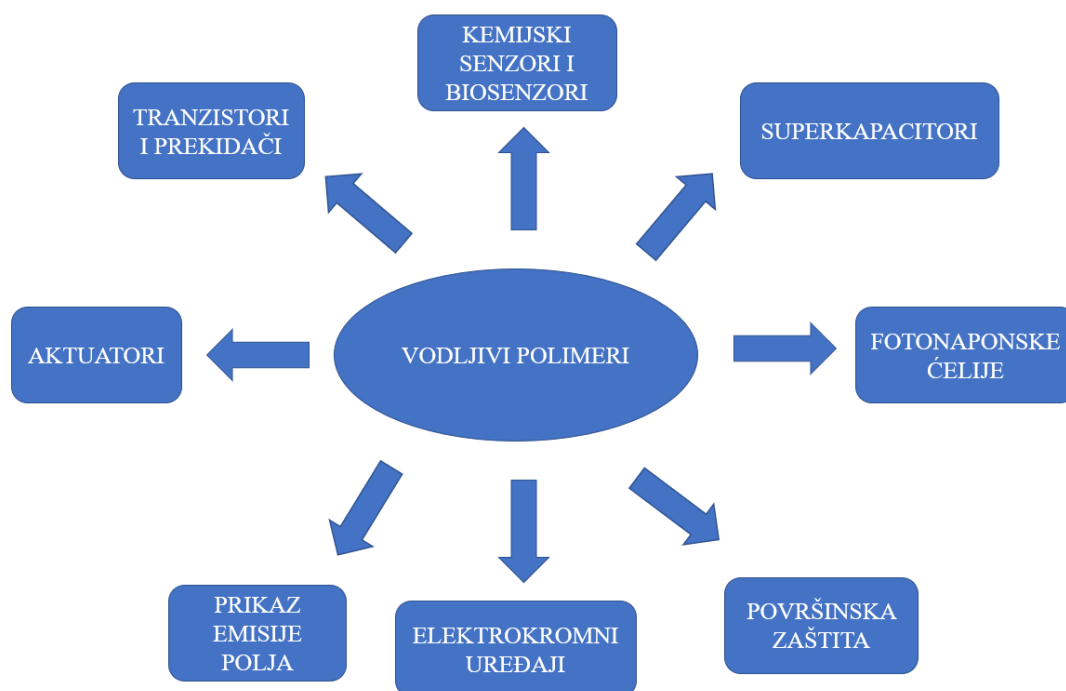 KEMIJSKI
SENZORI I
BIOSENZORI
TRANZISTORI
I PREKIDAČI
SUPERKAPACITORI
AKTUATORI
VODLJIVI POLIMERI
FOTONAPONSKE
ĆELIJE
PRIKAZ
EMISIJE
POLJA
ELEKTROKROMNI
UREĐAJI
POVRŠINSKA
ZAŠTITA